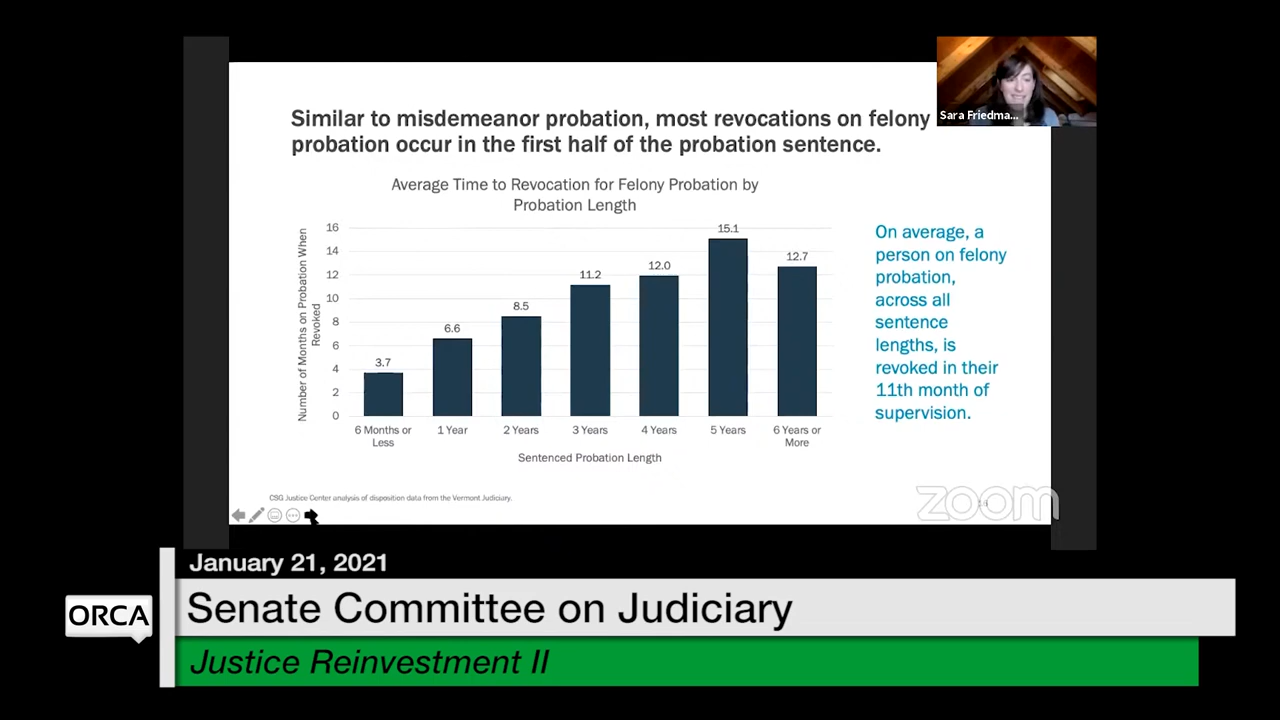 Sara Friedma...
Similar to misdemeanor probation, most revocations on felony
probation occur in the first half of the probation sentence.
Average Time to Revocation for Felony Probation by
Probation Length
Number of Months on Probation When
Revoked
16
14
12
10
8
6
4
2
0
3.7
6.6
8.5
11.2
12.0
15.1
12.7
6 Months or
Less
1 Year
2 Years
3 Years
4 Years
5 Years
6 Years or
More
Sentenced Probation Length
On average, a
person on felony
probation,
across all
sentence
lengths, is
revoked in their
11th month of
supervision.
CSG Justice Center analysis of disposition data from the Vermont Judiciary.
zoom
January 21, 2021
ORCA
Senate Committee on Judiciary
Justice Reinvestment II